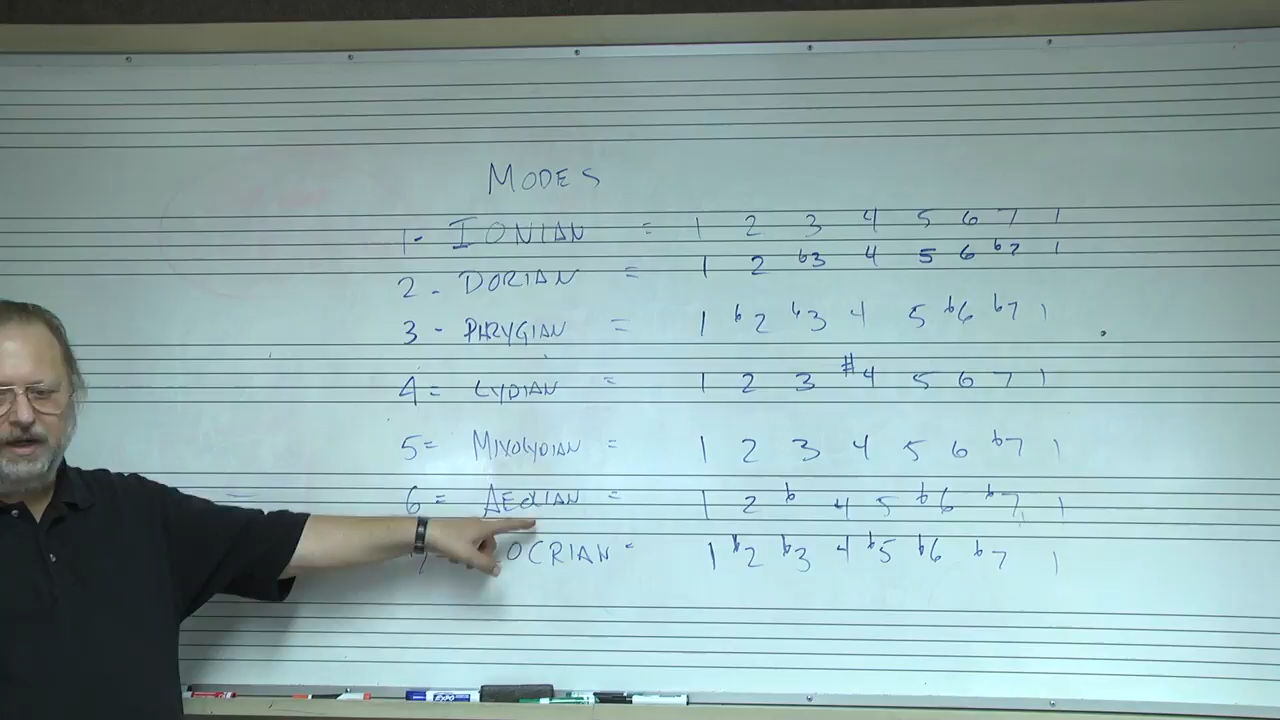 MODES
1- IONIAN = 1 2 3 4 5 6 7 1
2- DORIAN = 1 2 b3 4 5 6 b7 1
3- PHRYGIAN = 1 b2 b3 4 5 b6 b7 1
4= LYDIAN = 1 2 3 #4 5 6 7 1
5= MIXOLYDIAN = 1 2 3 4 5 6 b7 1
6= AEOLIAN = 1 2 b 4 5 b6 b7 1
OCRIAN = 1 b2 b3 4 b5 b6 b7 1
EXPO